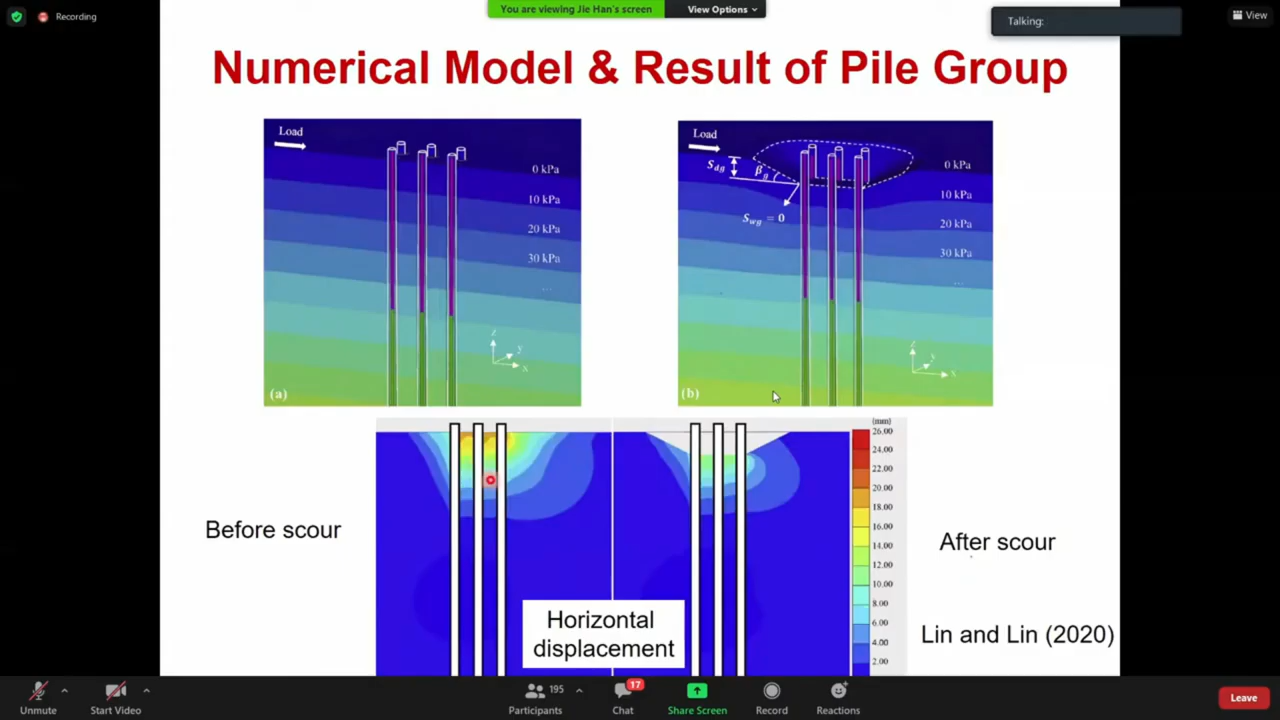 Recording
You are viewing Jie Han's screen
View Options
Talking:
View
Numerical Model & Result of Pile Group
Load
0 kPa
10 kPa
20 kPa
30 kPa
...
z
y
x
(a)
Load
S_dg
β_g
S_wg = 0
0 kPa
10 kPa
20 kPa
30 kPa
...
z
y
x
(b)
(mm)
26.00
24.00
22.00
20.00
18.00
16.00
14.00
12.00
10.00
8.00
6.00
4.00
2.00
Before scour
After scour
Horizontal
displacement
Lin and Lin (2020)
Unmute
Start Video
195
Participants
17
Chat
Share Screen
Record
Reactions
Leave